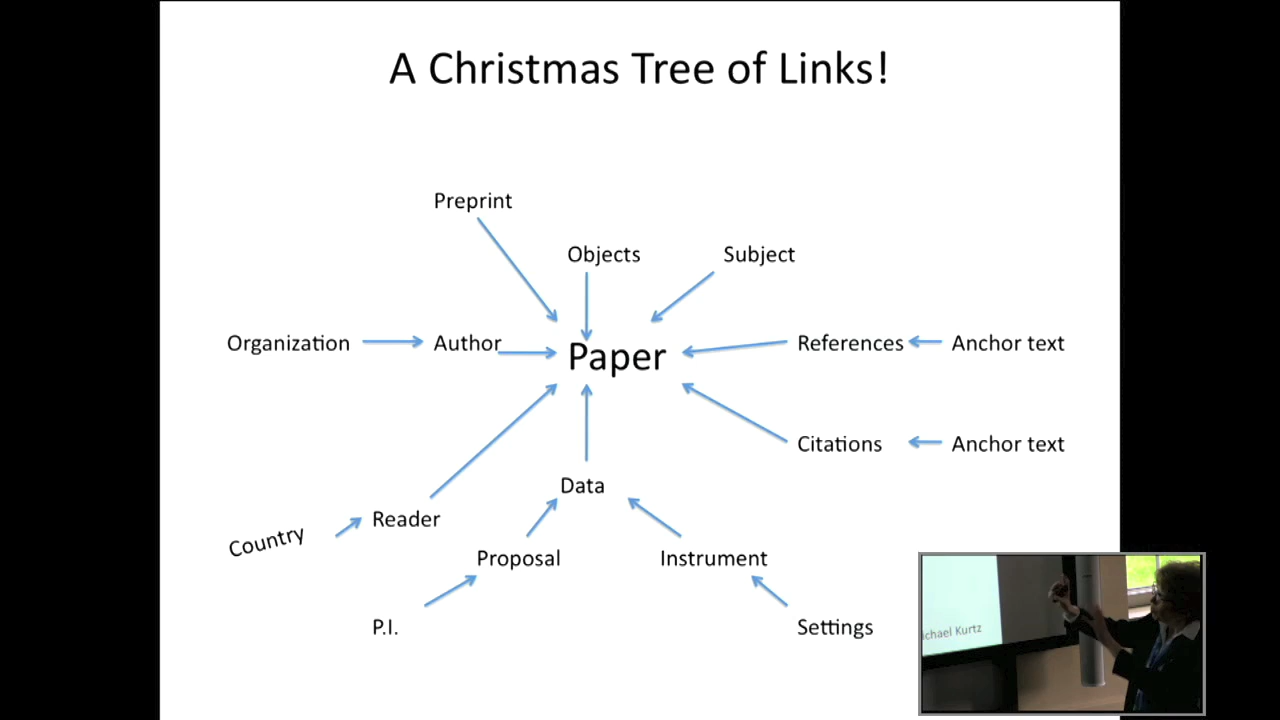 A Christmas Tree of Links!
Preprint
Objects
Subject
Organization
Author
Paper
References
Anchor text
Citations
Anchor text
Data
Reader
Country
Proposal
Instrument
P.I.
Settings
ichael Kurtz